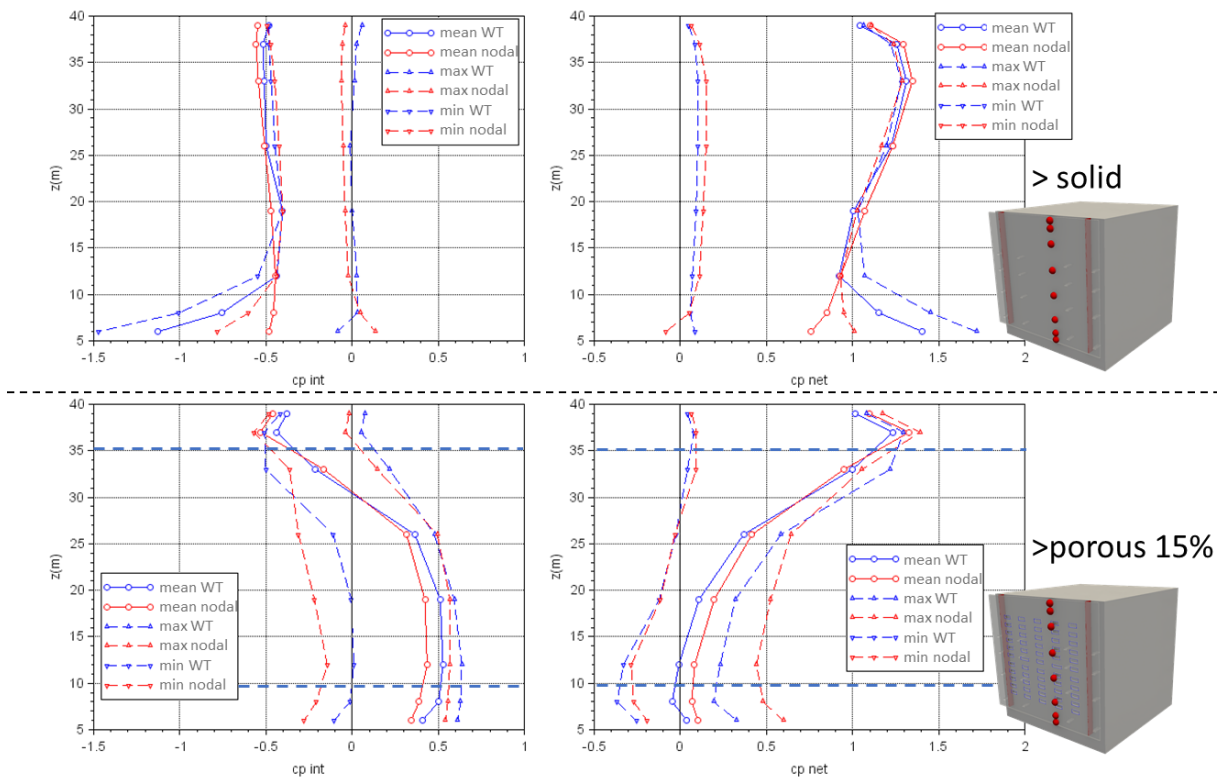 40
35
30
25
20
15
10
5
z(m)
-1.5
-1
-0.5
0
0.5
1
cp int
mean WT
mean nodal
max WT
max nodal
min WT
min nodal
40
35
30
25
20
15
10
5
z(m)
-0.5
0
0.5
1
1.5
2
cp net
mean WT
mean nodal
max WT
max nodal
min WT
min nodal
> solid
40
35
30
25
20
15
10
5
z(m)
-1.5
-1
-0.5
0
0.5
1
cp int
mean WT
mean nodal
max WT
max nodal
min WT
min nodal
40
35
30
25
20
15
10
5
z(m)
-0.5
0
0.5
1
1.5
2
cp net
mean WT
mean nodal
max WT
max nodal
min WT
min nodal
>porous 15%